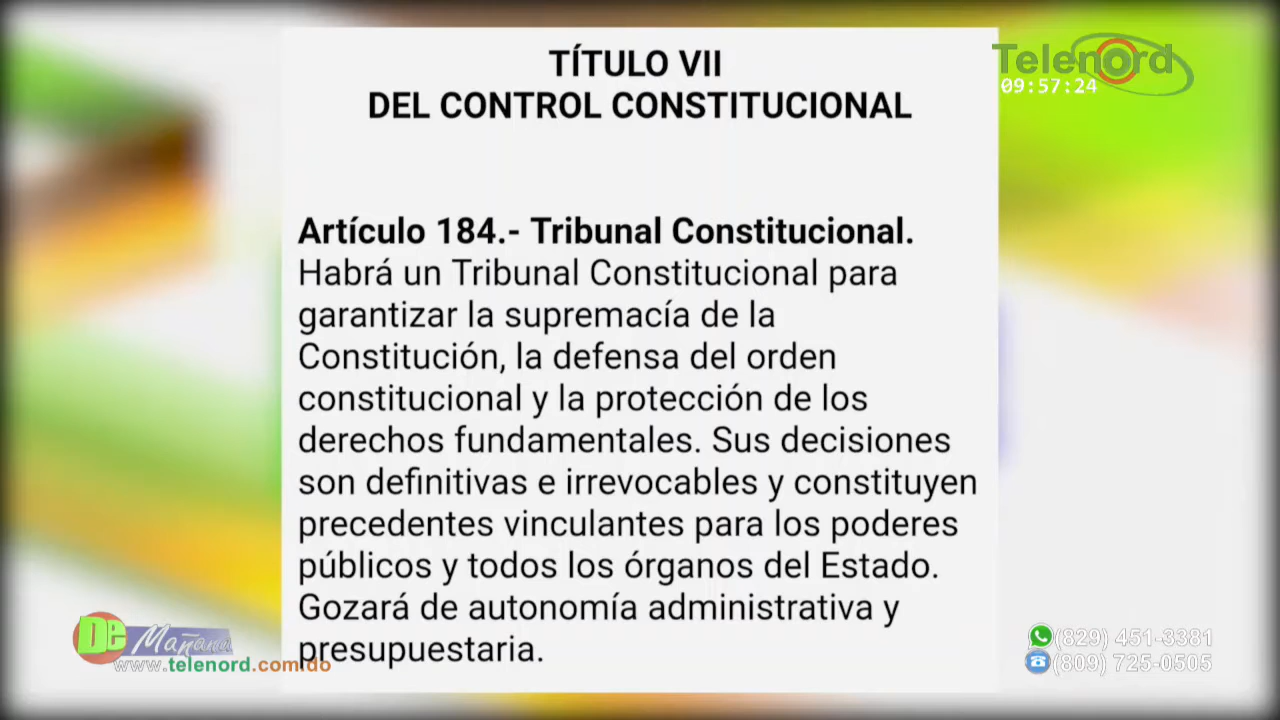 TÍTULO VII
DEL CONTROL CONSTITUCIONAL
Telenord
09:57:24
Artículo 184.- Tribunal Constitucional.
Habrá un Tribunal Constitucional para
garantizar la supremacía de la
Constitución, la defensa del orden
constitucional y la protección de los
derechos fundamentales. Sus decisiones
son definitivas e irrevocables y constituyen
precedentes vinculantes para los poderes
públicos y todos los órganos del Estado.
Gozará de autonomía administrativa y
presupuestaria.
De Mañana
www.telenord.com.do
(829) 451-3381
(809) 725-0505